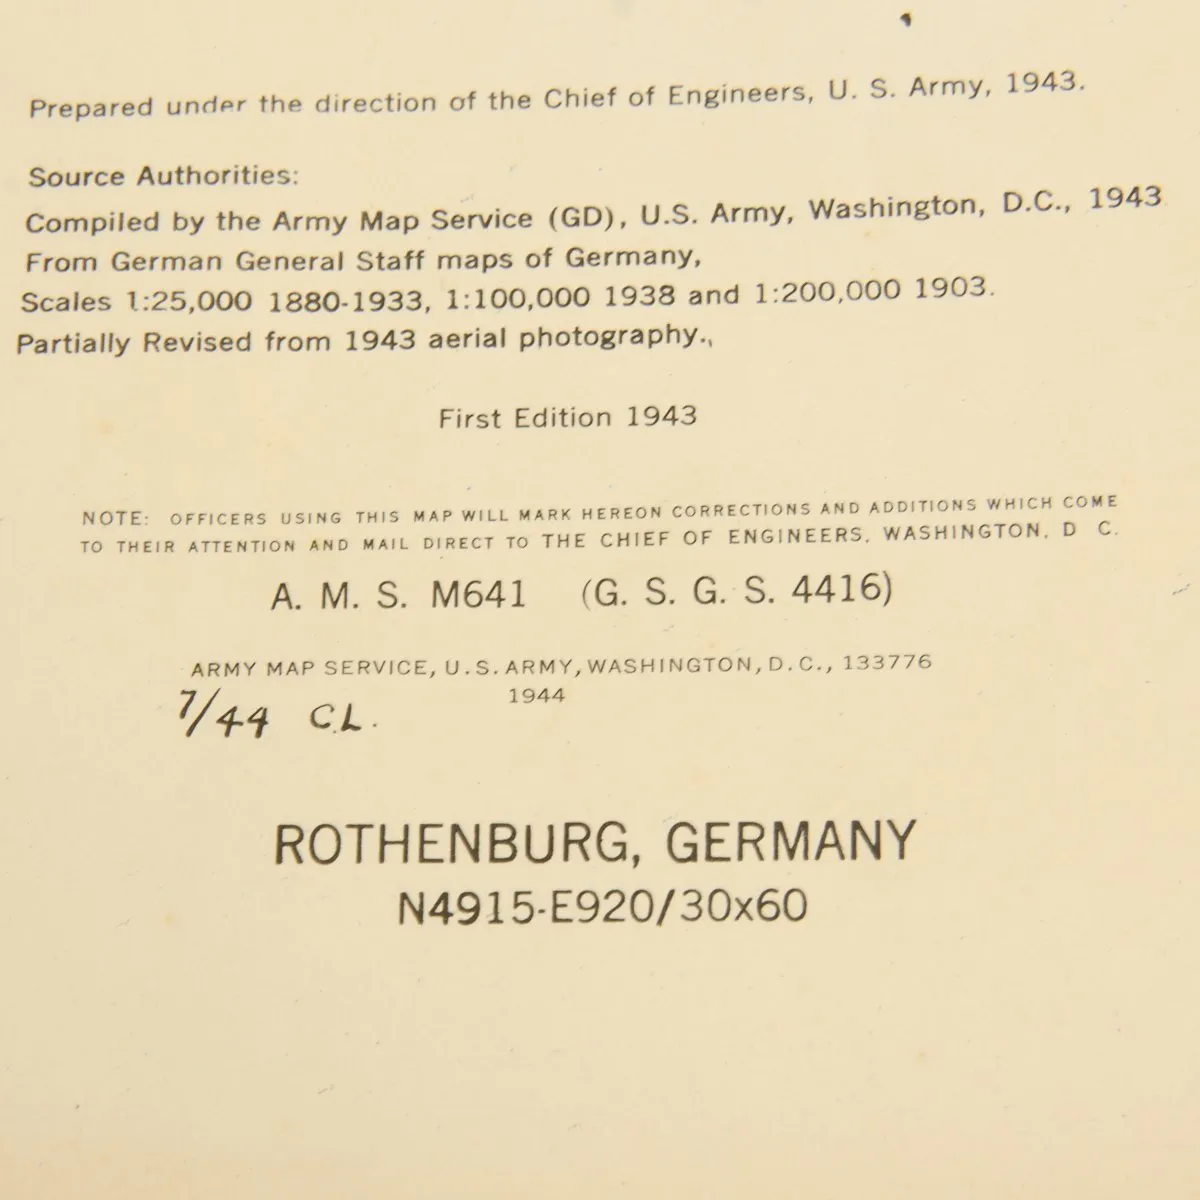 Prepared under the direction of the Chief of Engineers, U. S. Army, 1943.
Source Authorities:
Compiled by the Army Map Service (GD), U.S. Army, Washington, D.C., 1943
From German General Staff maps of Germany,
Scales 1:25,000 1880-1933, 1:100,000 1938 and 1:200,000 1903.
Partially Revised from 1943 aerial photography.,
First Edition 1943
NOTE: OFFICERS USING THIS MAP WILL MARK HEREON CORRECTIONS AND ADDITIONS WHICH COME
TO THEIR ATTENTION AND MAIL DIRECT TO THE CHIEF OF ENGINEERS, WASHINGTON, D C.
A. M. S. M641 (G. S. G. S. 4416)
ARMY MAP SERVICE, U.S. ARMY, WASHINGTON, D.C., 133776
1944
7/44 C.L.
ROTHENBURG, GERMANY
N4915-E920/30x60